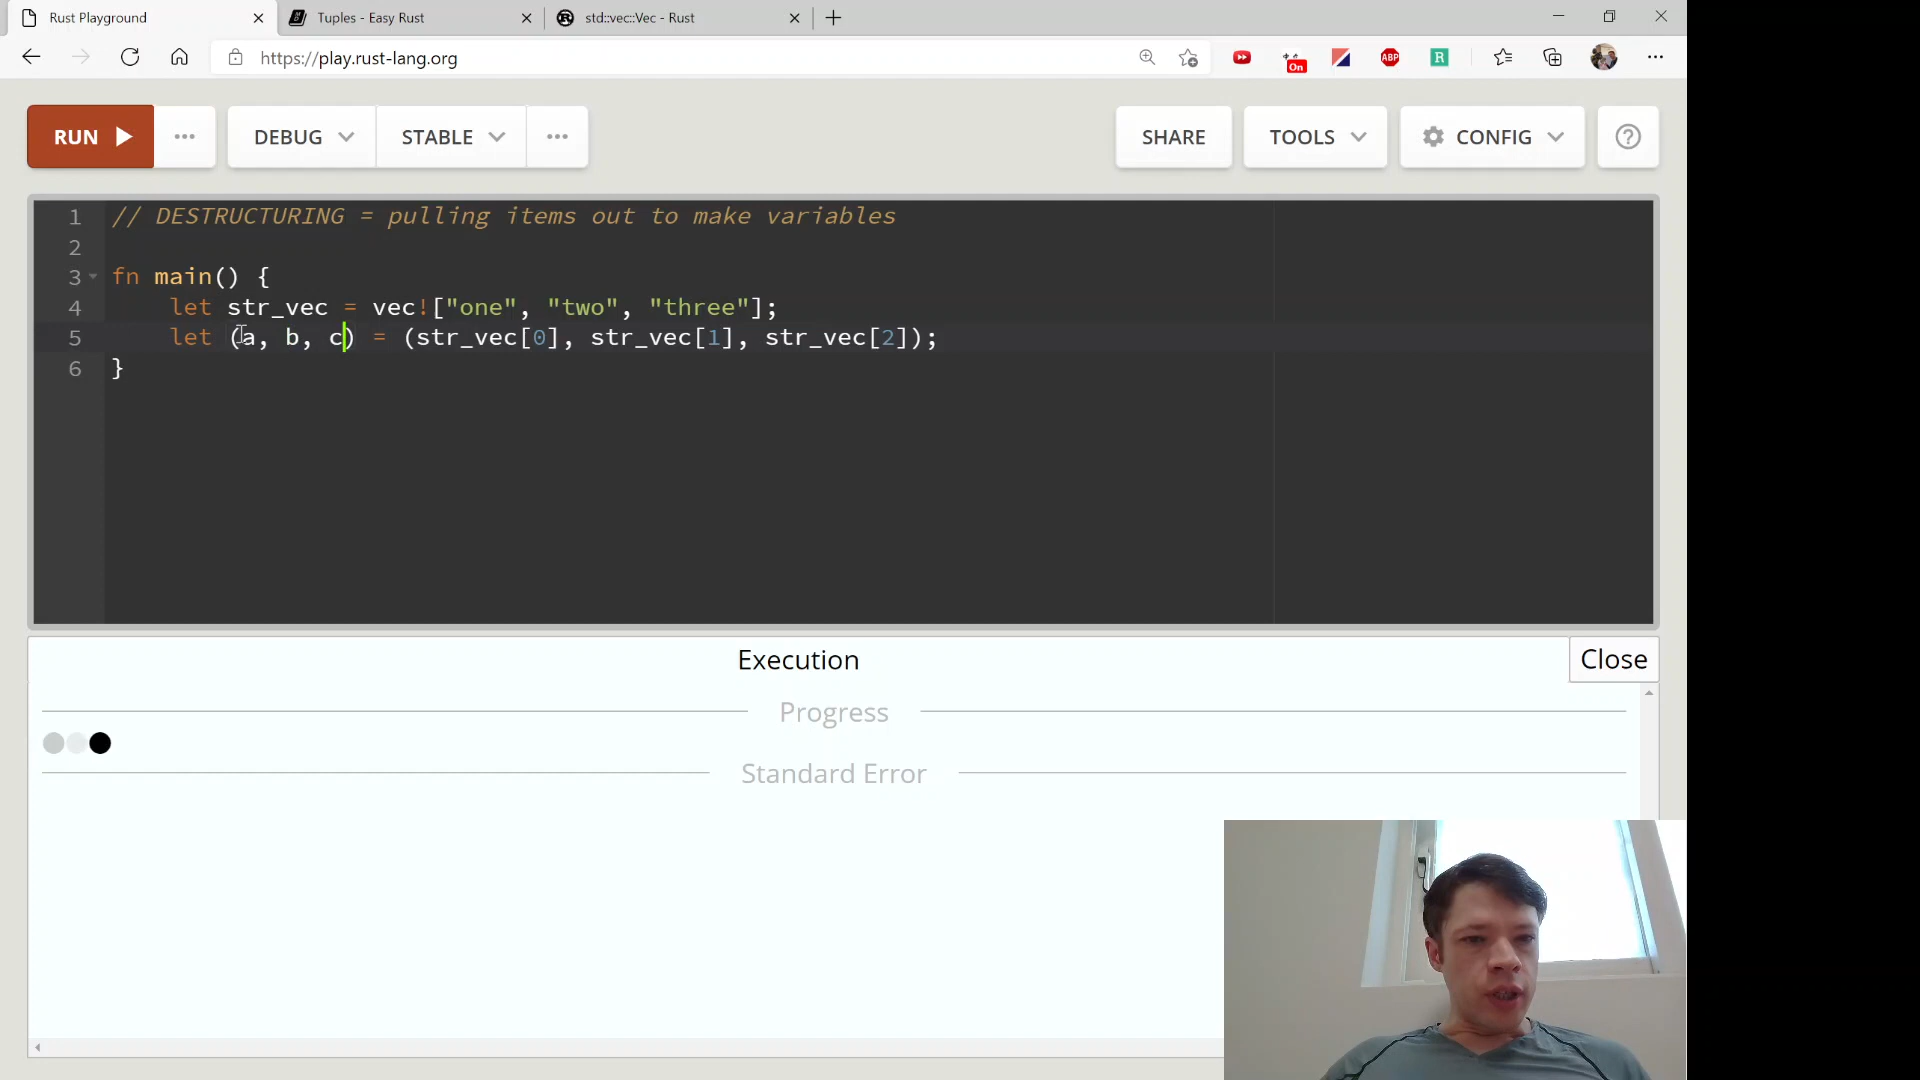 Rust Playground
Tuples - Easy Rust
std::vec::Vec - Rust
https://play.rust-lang.org
On
ABP
R
RUN
DEBUG
STABLE
SHARE
TOOLS
CONFIG
1 // DESTRUCTURING = pulling items out to make variables
2
3 fn main() {
4 let str_vec = vec!["one", "two", "three"];
5 let (a, b, c) = (str_vec[0], str_vec[1], str_vec[2]);
6 }
Execution
Close
Progress
Standard Error